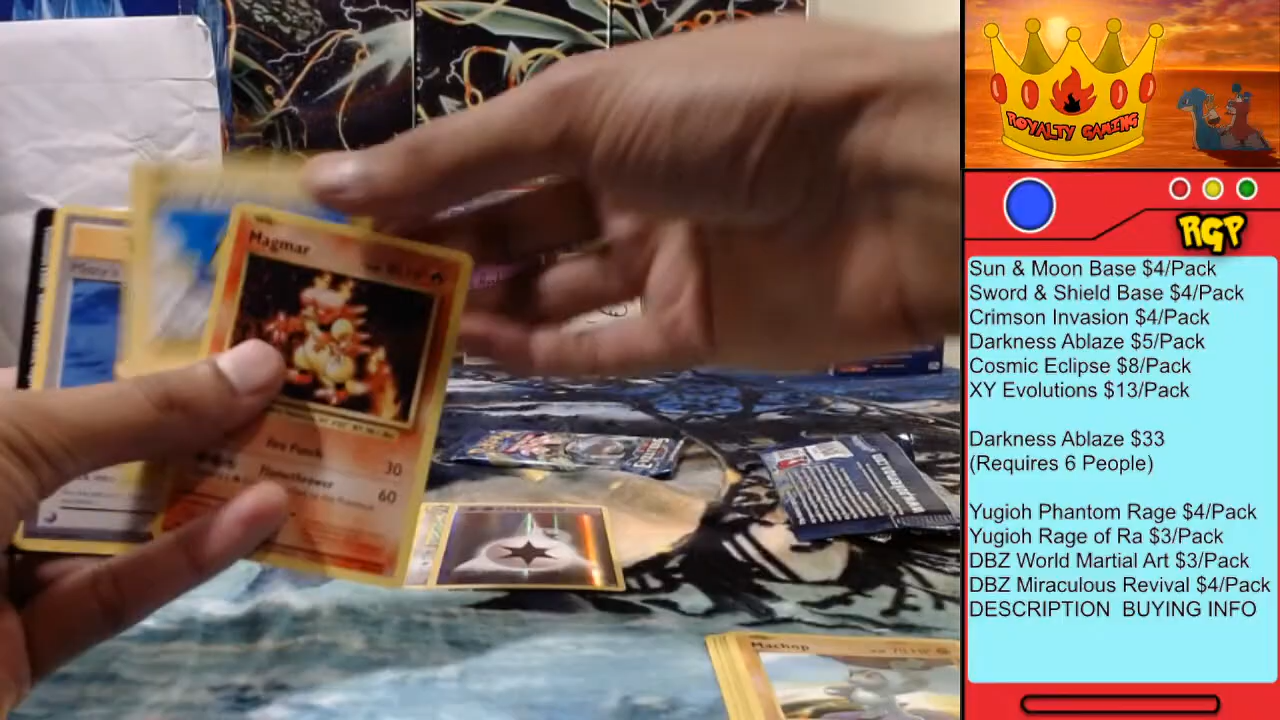 Magmar
Fire Punch
30
Flamethrower
60
Machop
ROYALTY GAMING
RGP
Sun & Moon Base $4/Pack
Sword & Shield Base $4/Pack
Crimson Invasion $4/Pack
Darkness Ablaze $5/Pack
Cosmic Eclipse $8/Pack
XY Evolutions $13/Pack
Darkness Ablaze $33
(Requires 6 People)
Yugioh Phantom Rage $4/Pack
Yugioh Rage of Ra $3/Pack
DBZ World Martial Art $3/Pack
DBZ Miraculous Revival $4/Pack
DESCRIPTION BUYING INFO